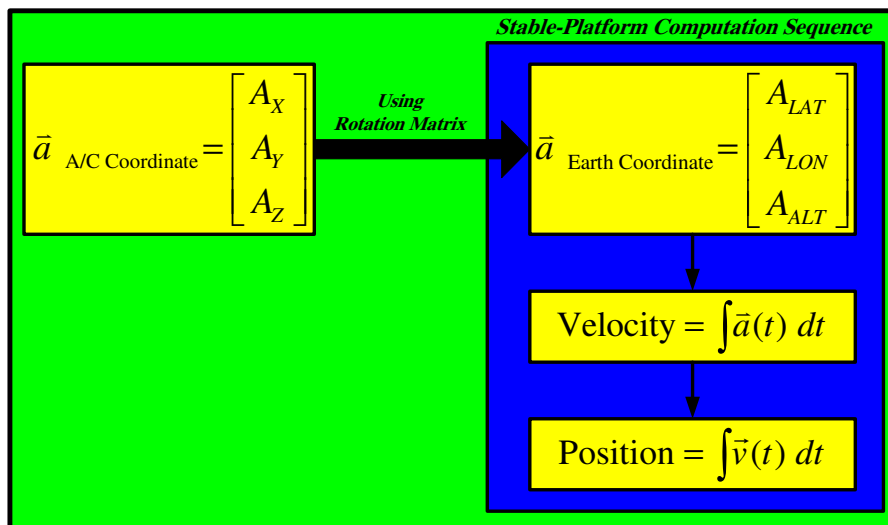 Stable-Platform Computation Sequence
a⃗ A/C Coordinate = [ A_X A_Y A_Z ]
Using
Rotation Matrix
a⃗ Earth Coordinate = [ A_LAT A_LON A_ALT ]
Velocity = ∫ a⃗(t) dt
Position = ∫ v⃗(t) dt